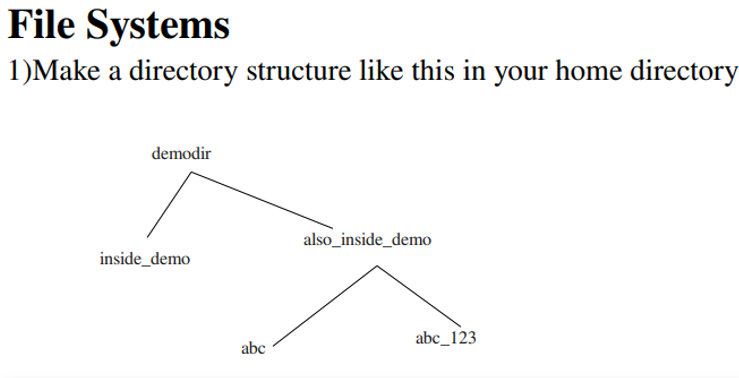 File Systems
1)Make a directory structure like this in your home directory
demodir
also_inside_demo
inside_demo
abc_123
abc